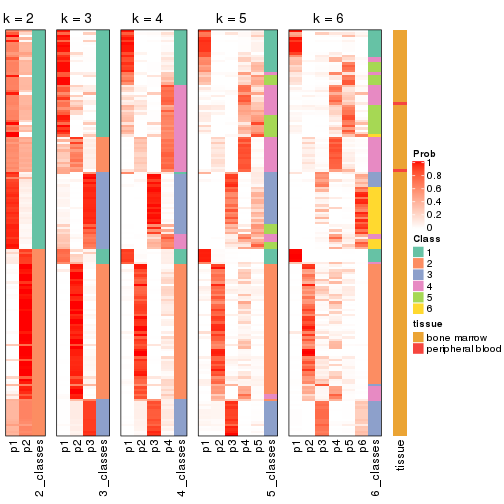 k = 2 k = 3 k = 4 k = 5 k = 6
Prob
1
0.8
0.6
0.4
0.2
0
Class
1
2
3
4
5
6
tissue
bone marrow
peripheral blood
p1 p2 2_classes p1 p2 p3 3_classes p1 p2 p3 p4 4_classes p1 p2 p3 p4 p5 5_classes p1 p2 p3 p4 p5 p6 6_classes tissue